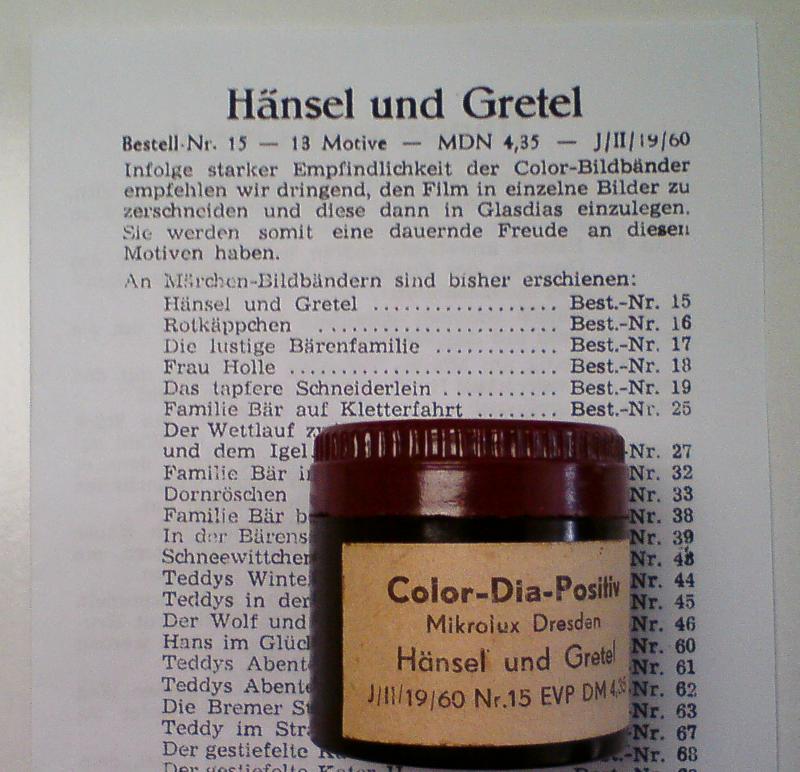 Hänsel und Gretel
Bestell-Nr. 15 — 13 Motive — MDN 4,35 — J/II/19/60
Infolge starker Empfindlichkeit der Color-Bildbänder
empfehlen wir dringend, den Film in einzelne Bilder zu
zerschneiden und diese dann in Glasdias einzulegen.
Sie werden somit eine dauernde Freude an diesen
Motiven haben.
An Märchen-Bildbändern sind bisher erschienen:
Hänsel und Gretel .................. Best.-Nr. 15
Rotkäppchen ....................... Best.-Nr. 16
Die lustige Bärenfamilie ............ Best.-Nr. 17
Frau Holle .......................... Best.-Nr. 18
Das tapfere Schneiderlein ............ Best.-Nr. 19
Familie Bär auf Kletterfahrt ........ Best.-Nr. 25
Der Wettlauf
und dem Igel Nr. 27
Familie Bär Nr. 32
Dornröschen Nr. 33
Familie Bär Nr. 38
In der Nr. 39
Nr.
Teddys Nr. 44
Teddys in der Nr. 45
Der Wolf und Nr. 46
Hans im Nr. 60
Teddys Nr. 61
Teddys Nr. 62
Die Bremer Nr. 63
Teddy im Nr. 67
Der gestiefelte -Nr. 68
Der gestiefelte
Color-Dia-Positiv
Mikrolux Dresden
Hänsel und Gretel
J/II/19/60 Nr.15 EVP DM 4,35